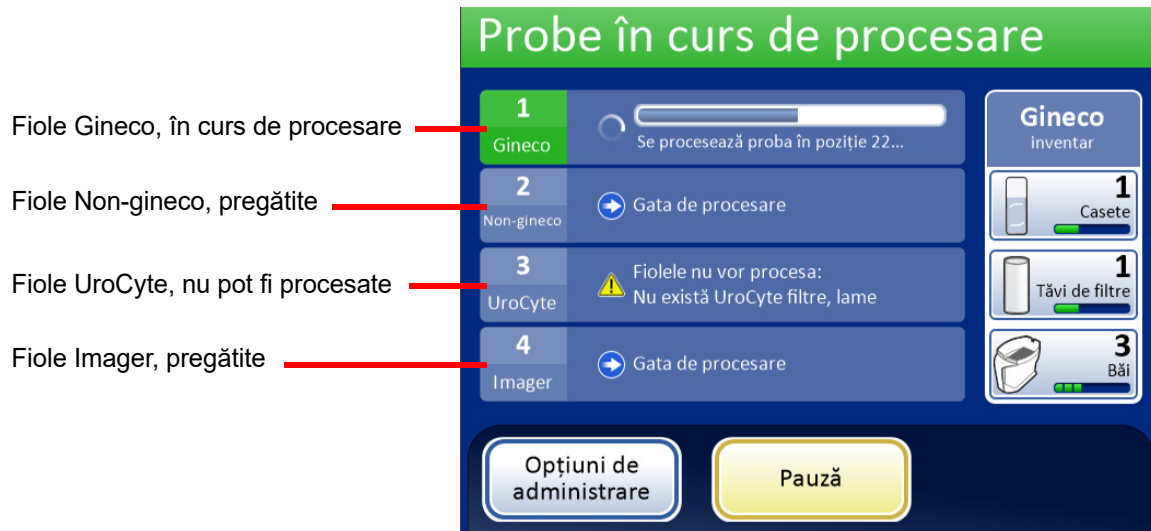 Probe în curs de procesare
Fiole Gineco, în curs de procesare
1
Gineco
Se procesează proba în poziție 22...
Fiole Non-gineco, pregătite
2
Non-gineco
Gata de procesare
Fiole UroCyte, nu pot fi procesate
3
UroCyte
Fiolele nu vor procesa:
Nu există UroCyte filtre, lame
Fiole Imager, pregătite
4
Imager
Gata de procesare
Gineco
inventar
1
Casete
1
Tăvi de filtre
3
Băi
Opțiuni de
administrare
Pauză